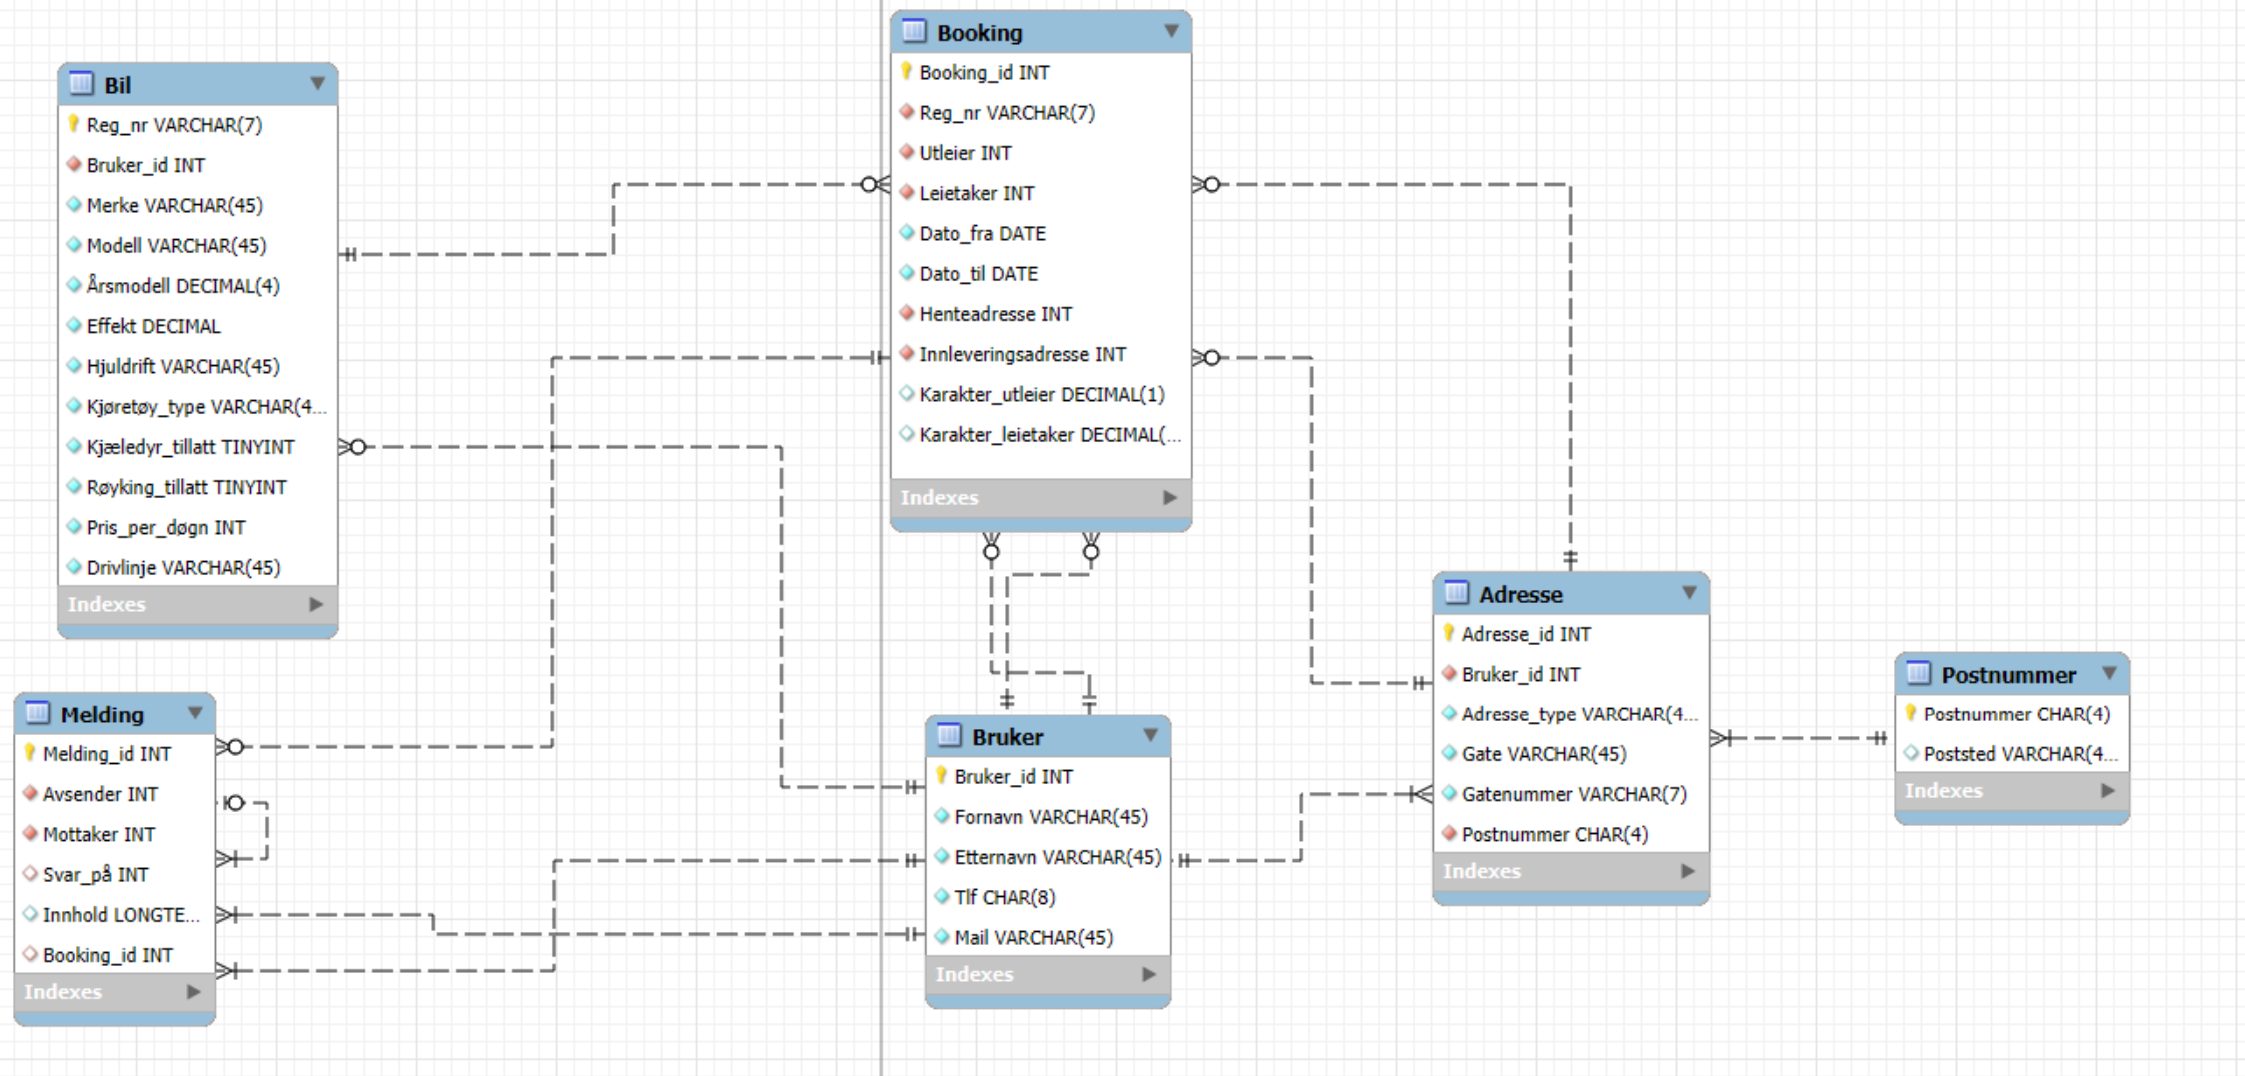 Bil
Reg_nr VARCHAR(7)
Bruker_id INT
Merke VARCHAR(45)
Modell VARCHAR(45)
Årsmodell DECIMAL(4)
Effekt DECIMAL
Hjuldrift VARCHAR(45)
Kjøretøy_type VARCHAR(4...
Kjæledyr_tillatt TINYINT
Røyking_tillatt TINYINT
Pris_per_døgn INT
Drivlinje VARCHAR(45)
Indexes
Booking
Booking_id INT
Reg_nr VARCHAR(7)
Utleier INT
Leietaker INT
Dato_fra DATE
Dato_til DATE
Henteadresse INT
Innleveringsadresse INT
Karakter_utleier DECIMAL(1)
Karakter_leietaker DECIMAL(...
Indexes
Melding
Melding_id INT
Avsender INT
Mottaker INT
Svar_på INT
Innhold LONGTE...
Booking_id INT
Indexes
Bruker
Bruker_id INT
Fornavn VARCHAR(45)
Etternavn VARCHAR(45)
Tlf CHAR(8)
Mail VARCHAR(45)
Indexes
Adresse
Adresse_id INT
Bruker_id INT
Adresse_type VARCHAR(4...
Gate VARCHAR(45)
Gatenummer VARCHAR(7)
Postnummer CHAR(4)
Indexes
Postnummer
Postnummer CHAR(4)
Poststed VARCHAR(4...
Indexes